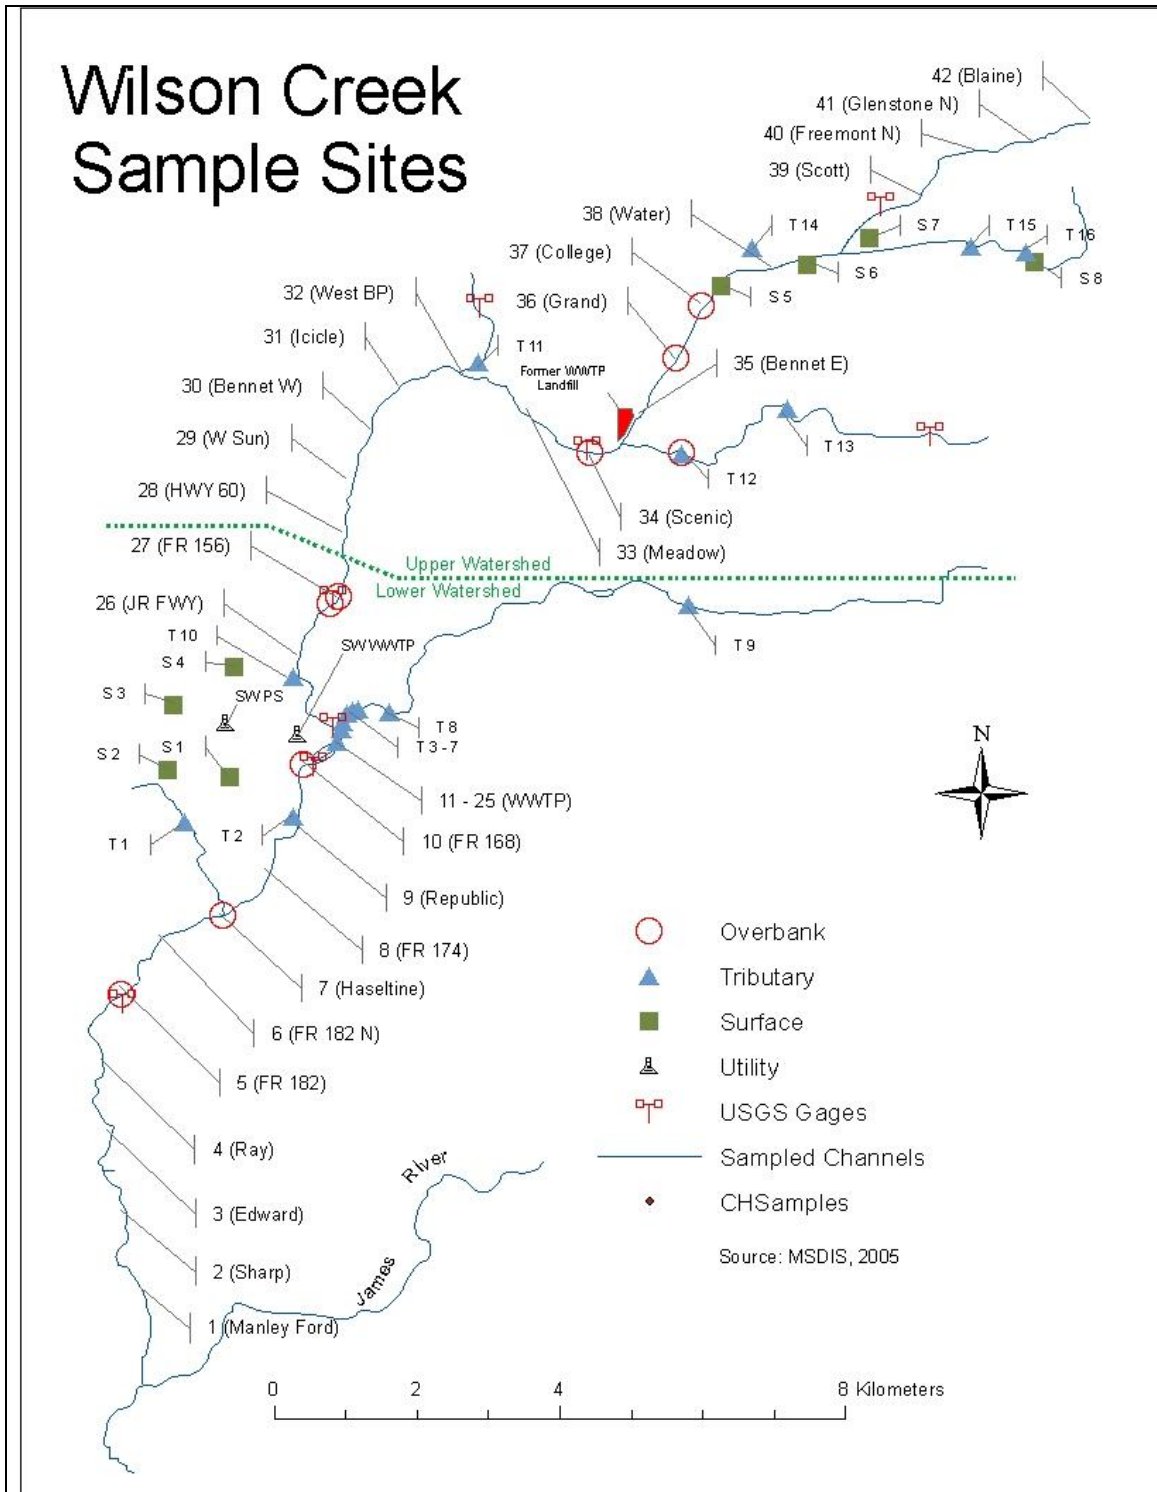 Wilson Creek
Sample Sites
42 (Blaine)
41 (Glenstone N)
40 (Freemont N)
39 (Scott)
38 (Water)
T 14
S 7
T 15
T 16
37 (College)
S 6
S 8
32 (West BP)
36 (Grand)
S 5
31 (Icicle)
T 11
35 (Bennet E)
Former WWTP
Landfill
30 (Bennet W)
29 (W Sun)
T 13
T 12
28 (HWY 60)
34 (Scenic)
27 (FR 156)
33 (Meadow)
Upper Watershed
Lower Watershed
26 (JR FWY)
T 10
SW WWTP
T 9
S 4
S 3
SW PS
T 8
T 3 - 7
S 1
S 2
N
11 - 25 (WWTP)
T 1
T 2
10 (FR 168)
9 (Republic)
8 (FR 174)
7 (Haseltine)
6 (FR 182 N)
5 (FR 182)
4 (Ray)
3 (Edward)
2 (Sharp)
1 (Manley Ford)
James River
Overbank
Tributary
Surface
Utility
USGS Gages
Sampled Channels
CHSamples
Source: MSDIS, 2005
0 2 4 8 Kilometers